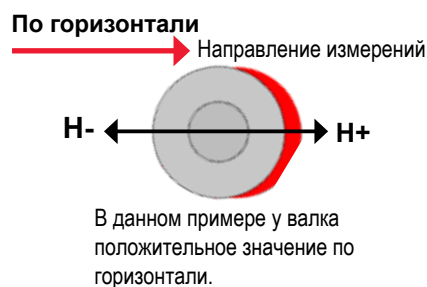 По горизонтали
Направление измерений
H- H+
В данном примере у валка
положительное значение по
горизонтали.